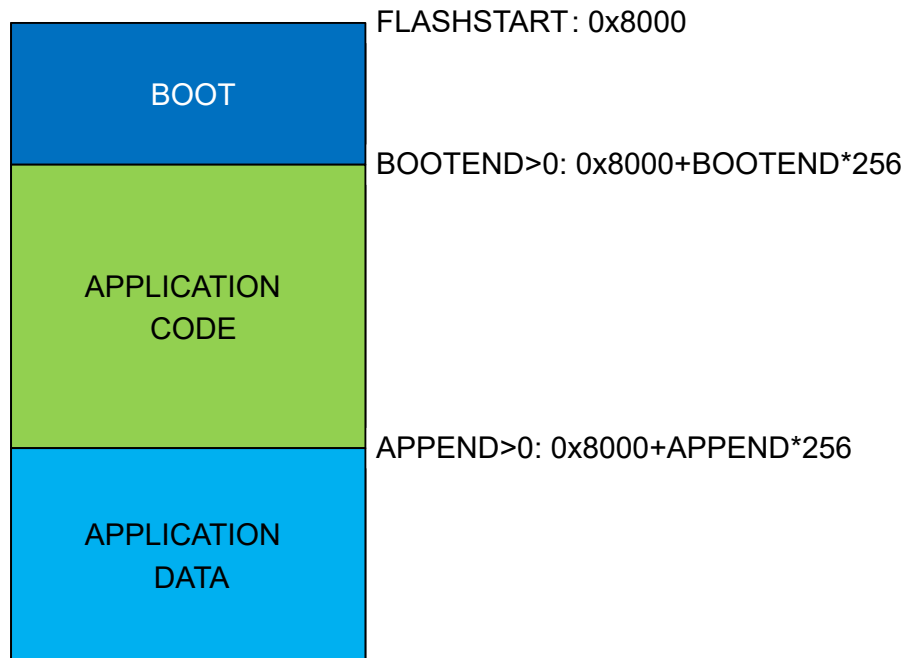 FLASHSTART: 0x8000
BOOT
BOOTEND>0: 0x8000+BOOTEND*256
APPLICATION
CODE
APPEND>0: 0x8000+APPEND*256
APPLICATION
DATA